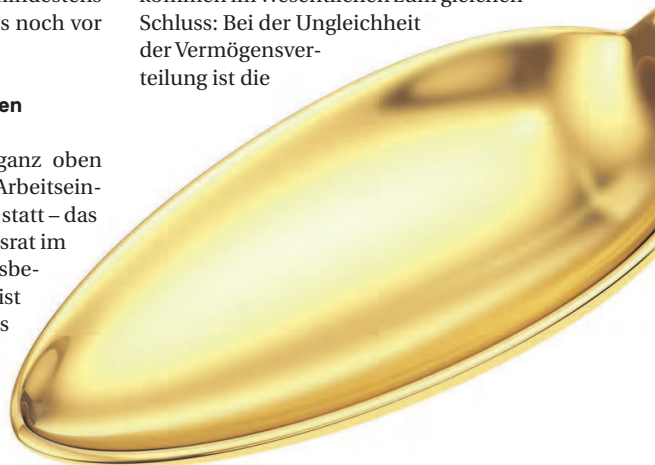 s noch vor
en
ganz oben
Arbeitsein-
statt – das
srat im
sbe-
ist
s
Schluss: Bei der Ungleichheit
der Vermögensver-
teilung ist die